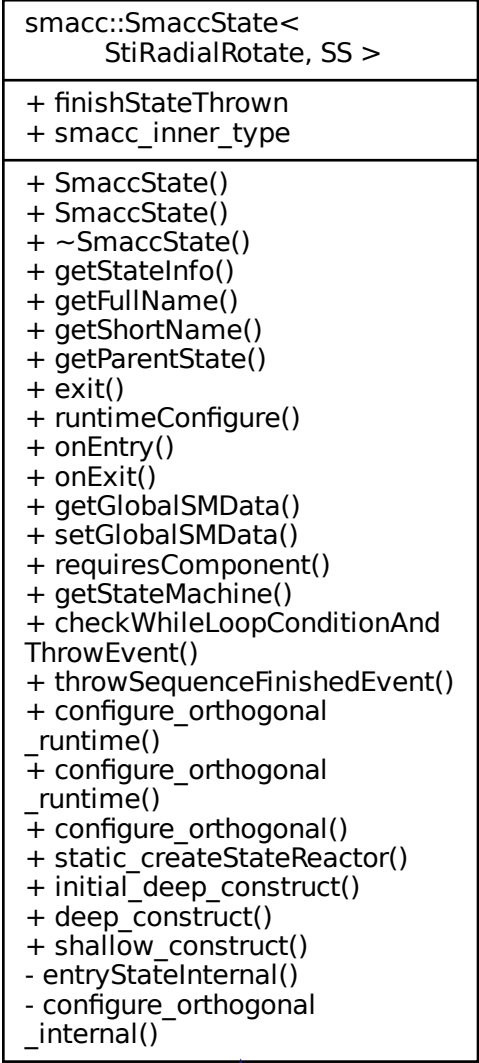 smacc::SmaccState<
StiRadialRotate, SS >
+ finishStateThrown
+ smacc_inner_type
+ SmaccState()
+ SmaccState()
+ ~SmaccState()
+ getStateInfo()
+ getFullName()
+ getShortName()
+ getParentState()
+ exit()
+ runtimeConfigure()
+ onEntry()
+ onExit()
+ getGlobalSMData()
+ setGlobalSMData()
+ requiresComponent()
+ getStateMachine()
+ checkWhileLoopConditionAnd
ThrowEvent()
+ throwSequenceFinishedEvent()
+ configure_orthogonal
_runtime()
+ configure_orthogonal
_runtime()
+ configure_orthogonal()
+ static_createStateReactor()
+ initial_deep_construct()
+ deep_construct()
+ shallow_construct()
- entryStateInternal()
- configure_orthogonal
_internal()